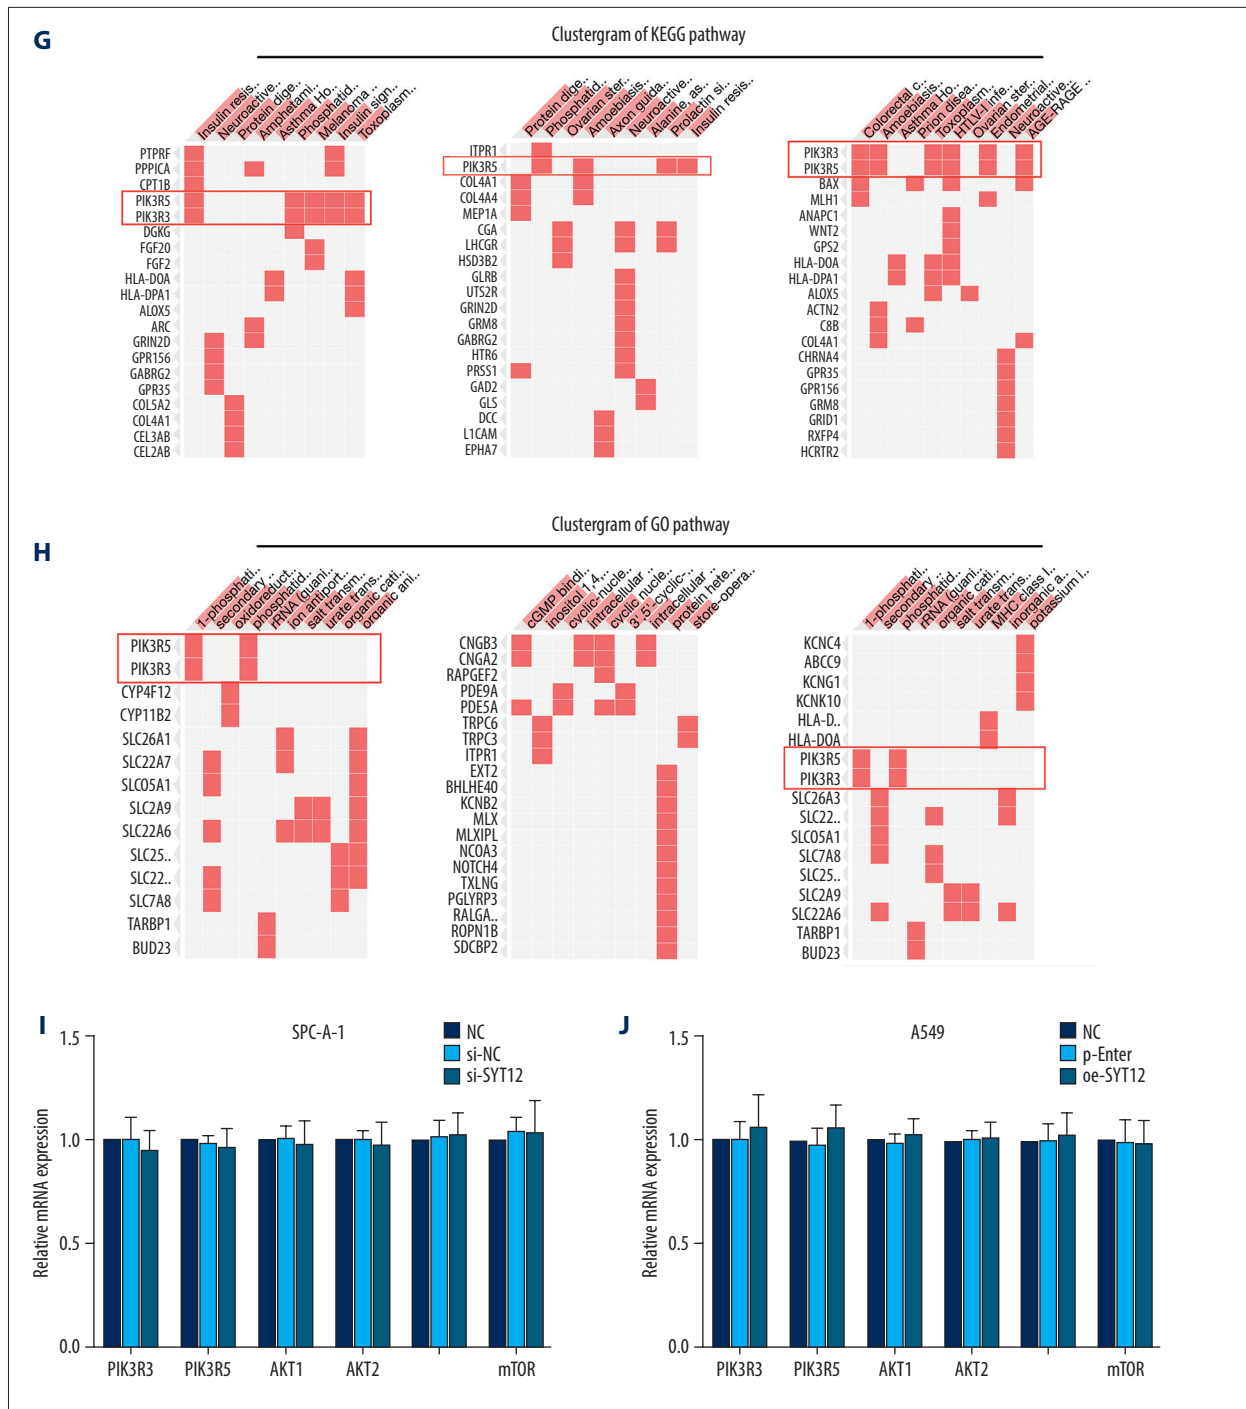 G
Clustergram of KEGG pathway
Insulin resis..
Neuroactive..
Protein dige..
Amphetami..
Asthma Ho..
Phosphatid..
Melanoma ..
Insulin sign..
Toxoplasm..
PTPRF
PPPICA
CPT1B
PIK3R5
PIK3R3
DGKG
FGF20
FGF2
HLA-DOA
HLA-DPA1
ALOX5
ARC
GRIN2D
GPR156
GABRG2
GPR35
COL5A2
COL4A1
CEL3AB
CEL2AB
Protein dige..
Phosphatid..
Ovarian ster..
Amoebiasis..
Axon guida..
Neuroactive..
Alanine, as..
Prolactin si..
Insulin resis..
ITPR1
PIK3R5
COL4A1
COL4A4
MEP1A
CGA
LHCGR
HSD3B2
GLRB
UTS2R
GRIN2D
GRM8
GABRG2
HTR6
PRSS1
GAD2
GLS
DCC
L1CAM
EPHA7
Colorectal c..
Amoebiasis..
Asthma Ho..
Prion disea..
Toxoplasm..
HTLV-I infe..
Ovarian ster..
Endometrial..
Neuroactive..
AGE-RAGE ..
PIK3R3
PIK3R5
BAX
MLH1
ANAPC1
WNT2
GPS2
HLA-DOA
HLA-DPA1
ALOX5
ACTN2
C8B
COL4A1
CHRNA4
GPR35
GPR156
GRM8
GRID1
RXFP4
HCRTR2
H
Clustergram of GO pathway
1-phosphati..
secondary ..
oxidoreduct..
phosphatid..
rRNA (guani..
ion antiport..
salt transm..
urate trans..
organic cati..
organic ani..
PIK3R5
PIK3R3
CYP4F12
CYP11B2
SLC26A1
SLC22A7
SLC05A1
SLC2A9
SLC22A6
SLC25..
SLC22..
SLC7A8
TARBP1
BUD23
cGMP bindi..
inositol 1,4,..
cyclic-nucle..
intracellular ..
cyclic nucle..
3',5'-cyclic-..
intracellular ..
protein hete..
store-opera..
CNGB3
CNGA2
RAPGEF2
PDE9A
PDE5A
TRPC6
TRPC3
ITPR1
EXT2
BHLHE40
KCNB2
MLX
MLXIPL
NCOA3
NOTCH4
TXLNG
PGLYRP3
RALGA..
ROPN1B
SDCBP2
1-phosphati..
secondary ..
phosphatid..
rRNA (guani..
organic cati..
salt transm..
urate trans..
MHC class I..
inorganic a..
potassium i..
KCNC4
ABCC9
KCNG1
KCNK10
HLA-D..
HLA-DOA
PIK3R5
PIK3R3
SLC26A3
SLC22..
SLC05A1
SLC7A8
SLC25..
SLC2A9
SLC22A6
TARBP1
BUD23
I
SPC-A-1
NC
si-NC
si-SYT12
Relative mRNA expression
1.5
1.0
0.5
0.0
PIK3R3
PIK3R5
AKT1
AKT2
mTOR
J
A549
NC
p-Enter
oe-SYT12
Relative mRNA expression
1.5
1.0
0.5
0.0
PIK3R3
PIK3R5
AKT1
AKT2
mTOR